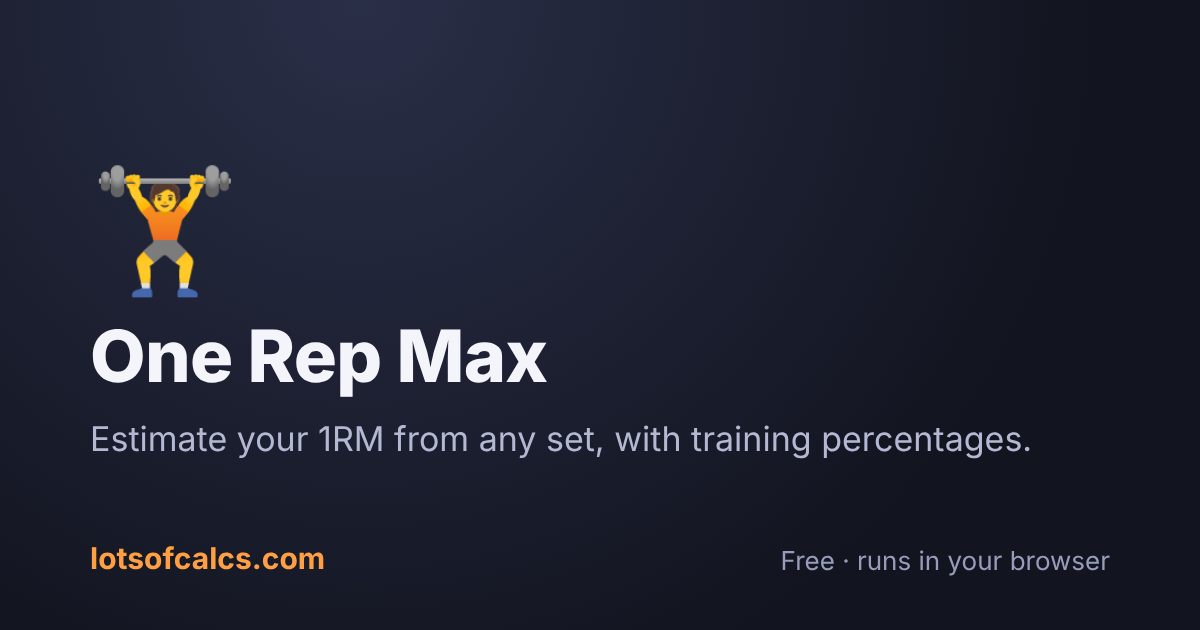 One Rep Max
Estimate your 1RM from any set, with training percentages.
lotsofcalcs.com
Free · runs in your browser